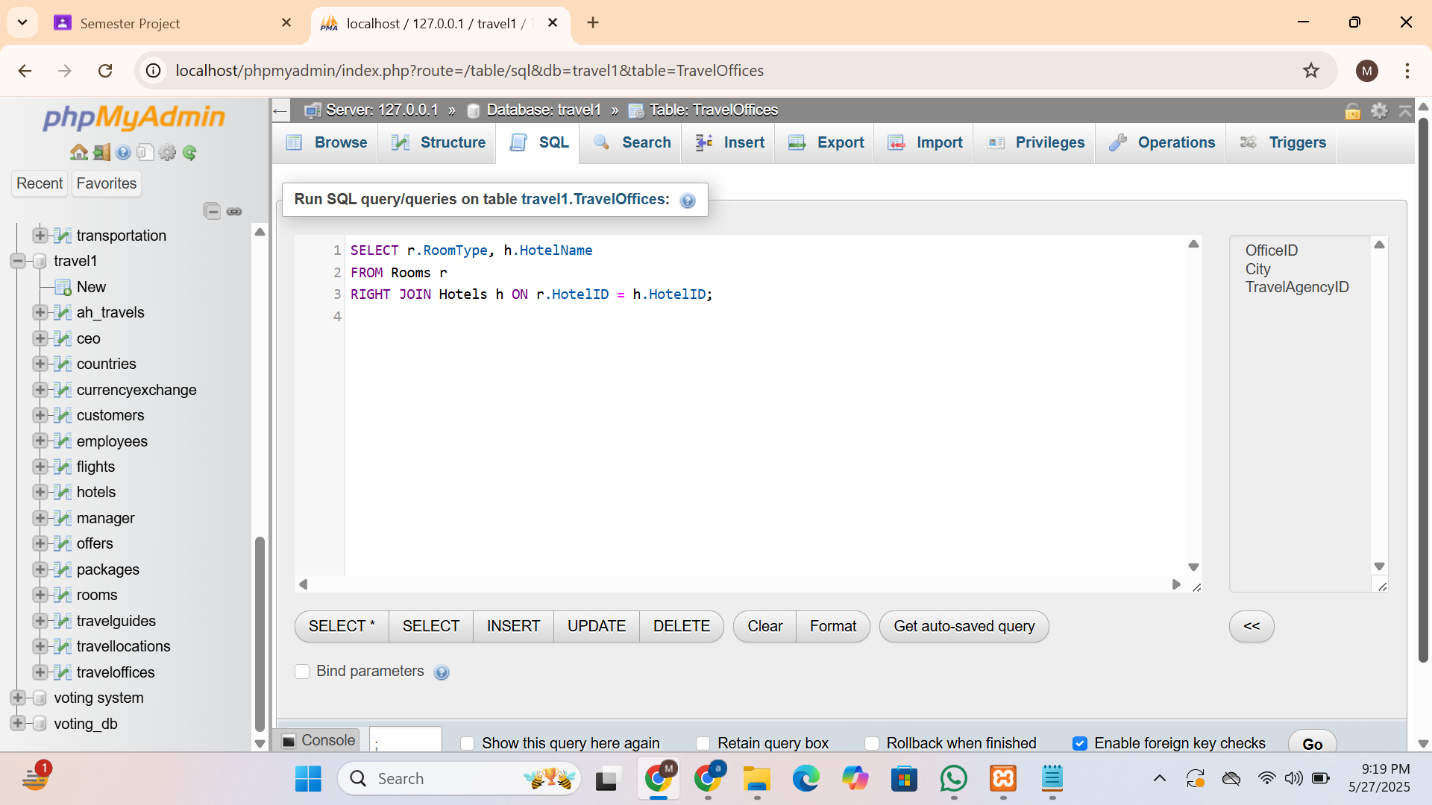 Semester Project
localhost / 127.0.0.1 / travel1 / T
localhost/phpmyadmin/index.php?route=/table/sql&db=travel1&table=TravelOffices
M
phpMyAdmin
Recent
Favorites
transportation
travel1
New
ah_travels
ceo
countries
currencyexchange
customers
employees
flights
hotels
manager
offers
packages
rooms
travelguides
travellocations
traveloffices
voting system
voting_db
Server: 127.0.0.1 » Database: travel1 » Table: TravelOffices
Browse
Structure
SQL
Search
Insert
Export
Import
Privileges
Operations
Triggers
Run SQL query/queries on table travel1.TravelOffices:
1 SELECT r.RoomType, h.HotelName
2 FROM Rooms r
3 RIGHT JOIN Hotels h ON r.HotelID = h.HotelID;
4
OfficeID
City
TravelAgencyID
SELECT *
SELECT
INSERT
UPDATE
DELETE
Clear
Format
Get auto-saved query
<<
Bind parameters
Console
;
Show this query here again
Retain query box
Rollback when finished
Enable foreign key checks
Go
1
Search
M
a
9:19 PM
5/27/2025